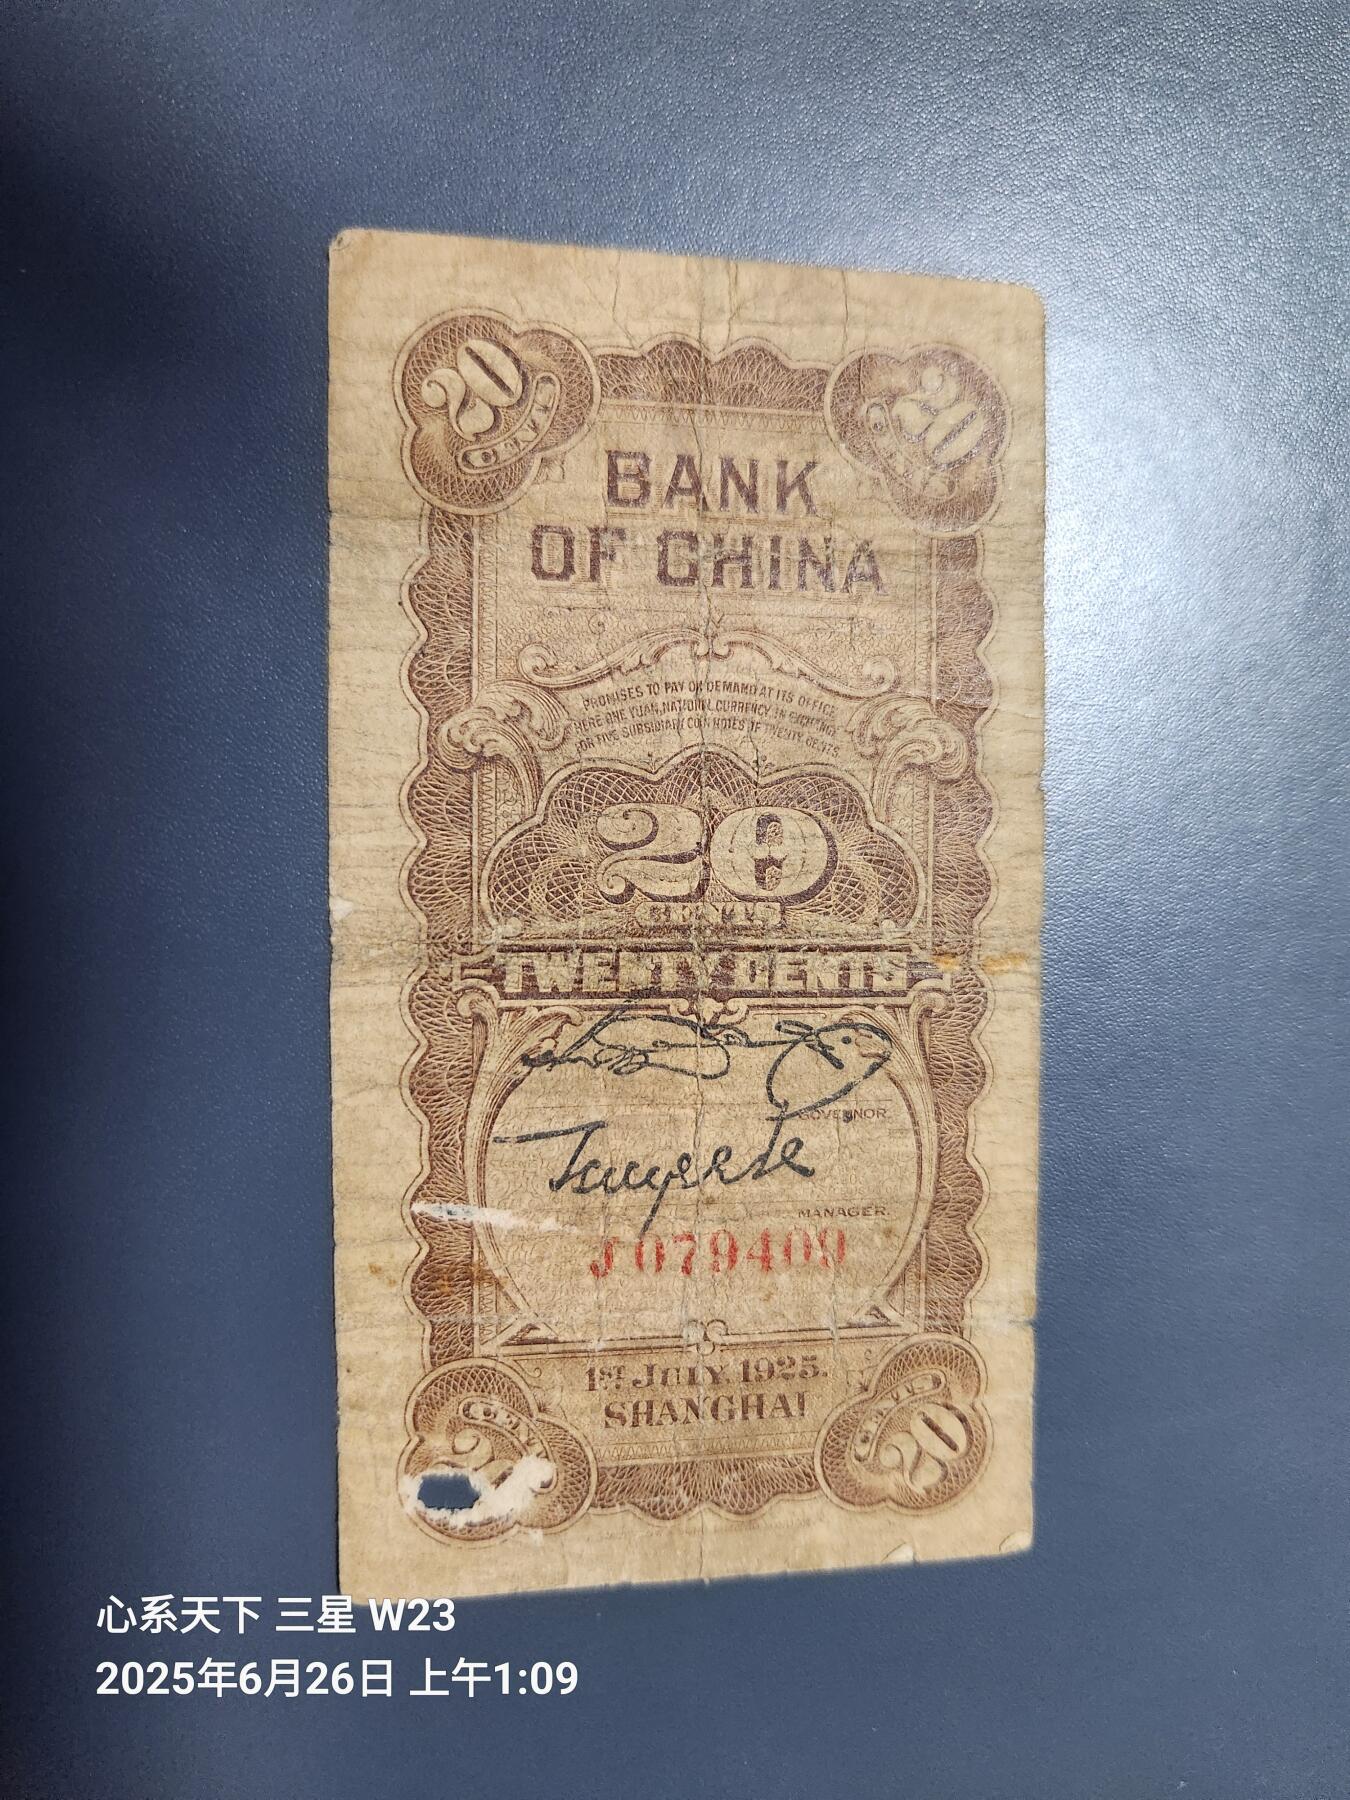 20
CENTS
20
CENTS
BANK
OF CHINA
PROMISES TO PAY ON DEMAND AT ITS OFFICE
HERE ONE YUAN, NATIONAL CURRENCY, IN EXCHANGE
FOR FIVE SUBSIDIARY COIN NOTES OF TWENTY CENTS
20
CENTS
TWENTY CENTS
GOVERNOR.
Tsuyee Pei
MANAGER.
J079409
1ST JULY, 1925.
SHANGHAI
CENTS
20
CENTS
20
心系天下 三星 W23
2025年6月26日 上午1:09